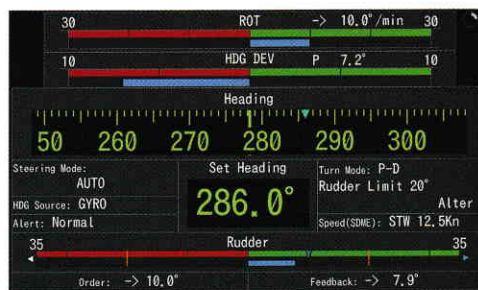 30 ROT -> 10.0°/min 30
10 HDG DEV P 7.2° 10
Heading
50 260 270 280 290 300
Steering Mode:
AUTO
HDG Source: GYRO
Alert: Normal
Set Heading
286.0°
Turn Mode: P-D
Rudder Limit 20°
Alter
Speed(SDME): STW 12.5Kn
35 Rudder 35
Order: -> 10.0° Feedback: -> 7.9°